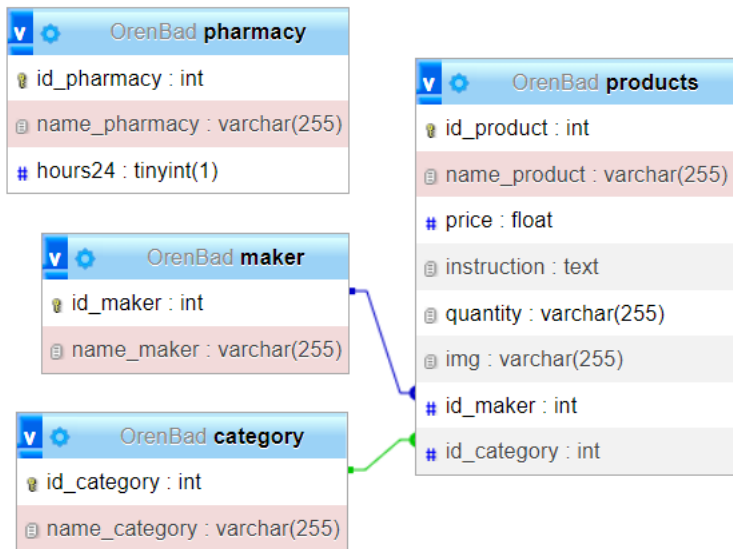 v OrenBad pharmacy
id_pharmacy : int
name_pharmacy : varchar(255)
# hours24 : tinyint(1)
v OrenBad maker
id_maker : int
name_maker : varchar(255)
v OrenBad category
id_category : int
name_category : varchar(255)
v OrenBad products
id_product : int
name_product : varchar(255)
# price : float
instruction : text
quantity : varchar(255)
img : varchar(255)
# id_maker : int
# id_category : int